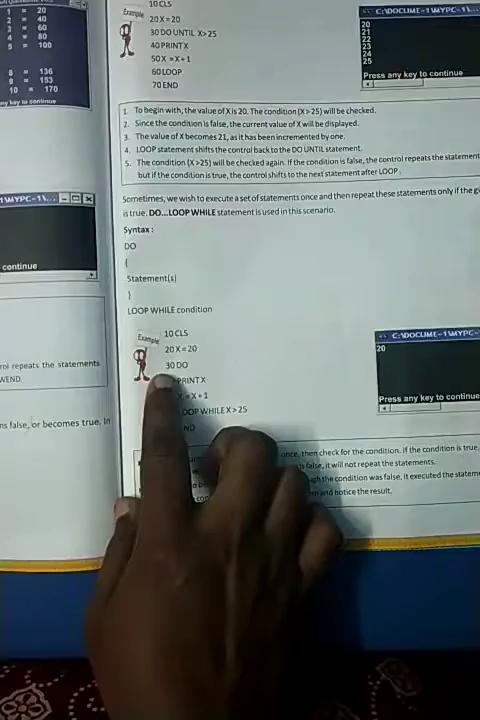 1 = 20
2 = 40
3 = 60
4 = 80
5 = 100
8 = 136
9 = 153
10 = 170
any key to continue
1\MYPC~1\...
continue
rol repeats the statements
WEND.
ns false, or becomes true. In
10 CLS
Example
20 X = 20
30 DO UNTIL X > 25
40 PRINT X
50 X = X + 1
60 LOOP
70 END
C:\DOCUME~1\MYPC~1\...
20
21
22
23
24
25
Press any key to continue
1. To begin with, the value of X is 20. The condition (X > 25) will be checked.
2. Since the condition is false, the current value of X will be displayed.
3. The value of X becomes 21, as it has been incremented by one.
4. LOOP statement shifts the control back to the DO UNTIL statement.
5. The condition (X > 25) will be checked again. If the condition is false, the control repeats the statement
but if the condition is true, the control shifts to the next statement after LOOP.
Sometimes, we wish to execute a set of statements once and then repeat these statements only if the
is true. DO...LOOP WHILE statement is used in this scenario.
Syntax :
DO
{
Statement(s)
}
LOOP WHILE condition
Example
10 CLS
20 X = 20
30 DO
PRINT X
= X + 1
OOP WHILE X > 25
ND
C:\DOCUME~1\MYPC~
20
Press any key to continue
once, then check for the condition. If the condition is true,
is false, it will not repeat the statements.
gh the condition was false, it executed the statem
and notice the result.